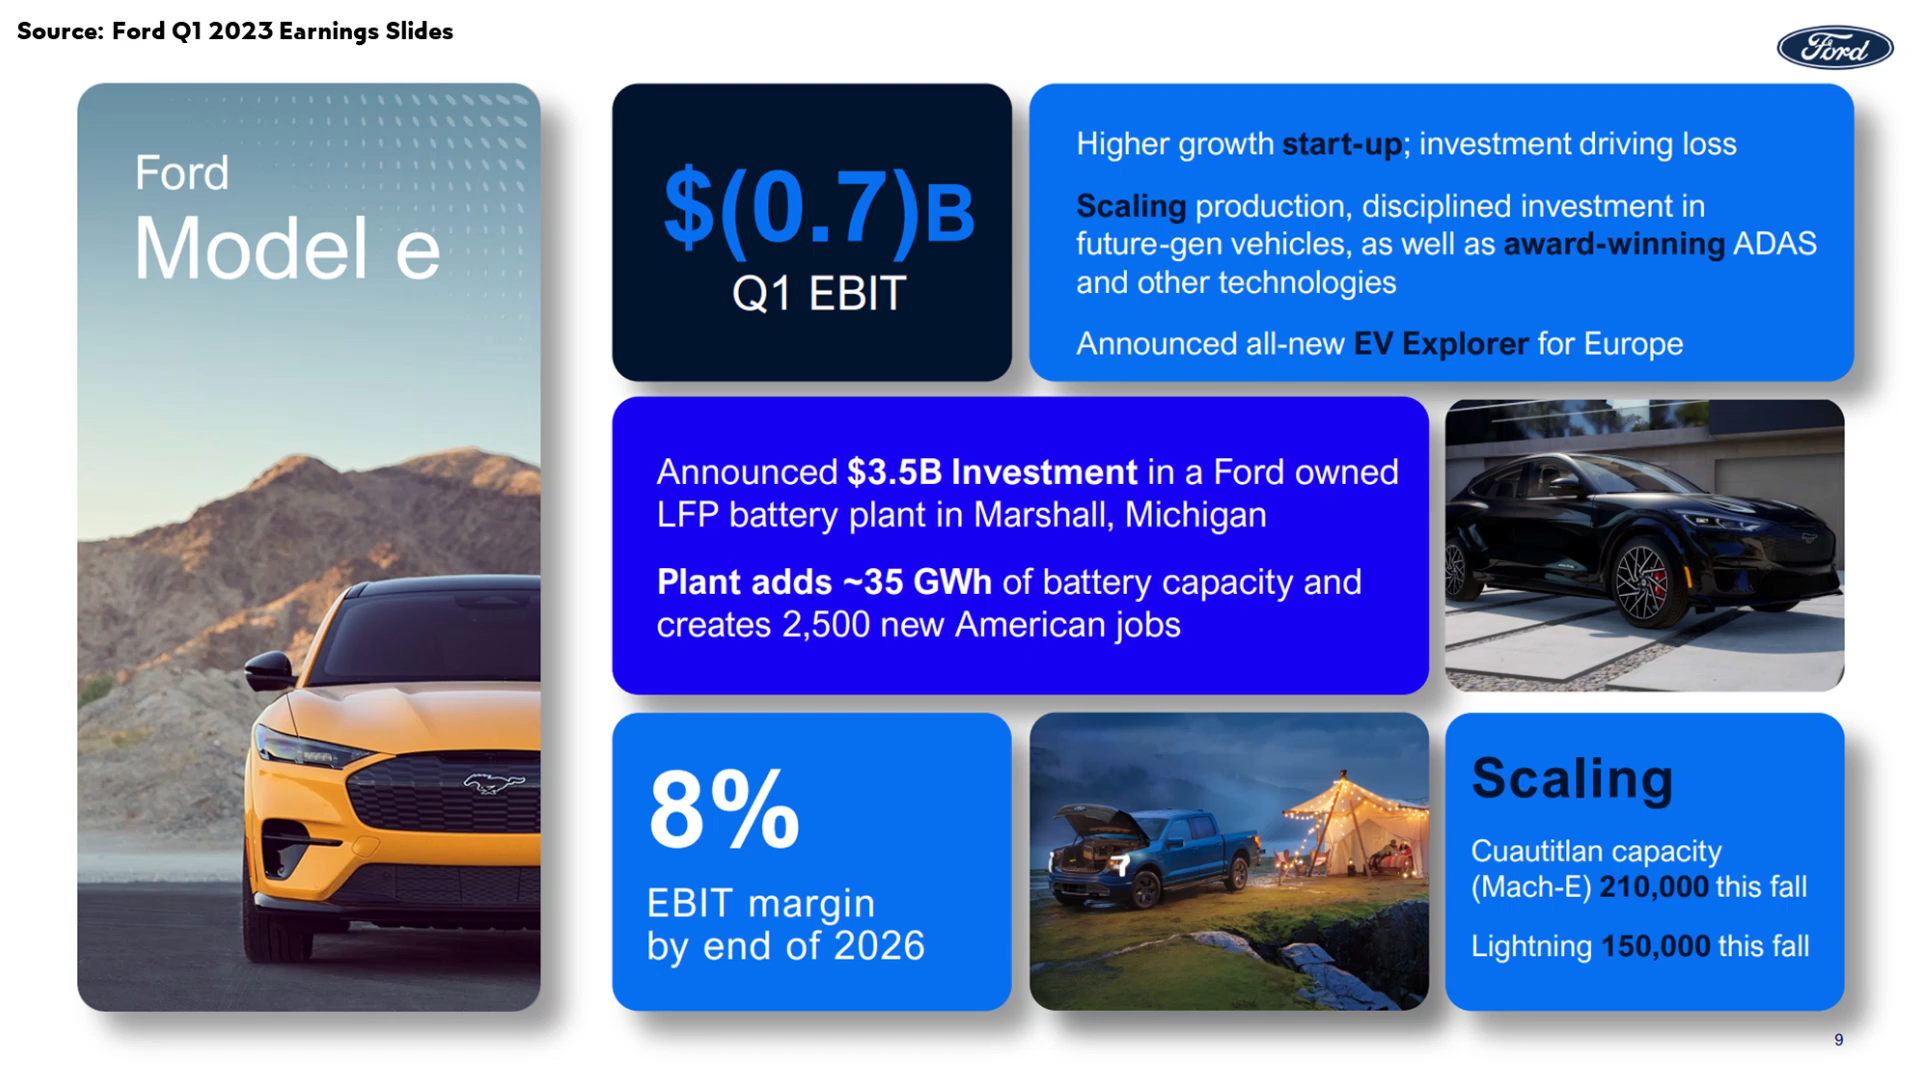 Source: Ford Q1 2023 Earnings Slides
Ford
Ford
Model e
$(0.7)B
Q1 EBIT
Higher growth start-up; investment driving loss
Scaling production, disciplined investment in
future-gen vehicles, as well as award-winning ADAS
and other technologies
Announced all-new EV Explorer for Europe
Announced $3.5B Investment in a Ford owned
LFP battery plant in Marshall, Michigan
Plant adds ~35 GWh of battery capacity and
creates 2,500 new American jobs
8%
EBIT margin
by end of 2026
Scaling
Cuautitlan capacity
(Mach-E) 210,000 this fall
Lightning 150,000 this fall
9